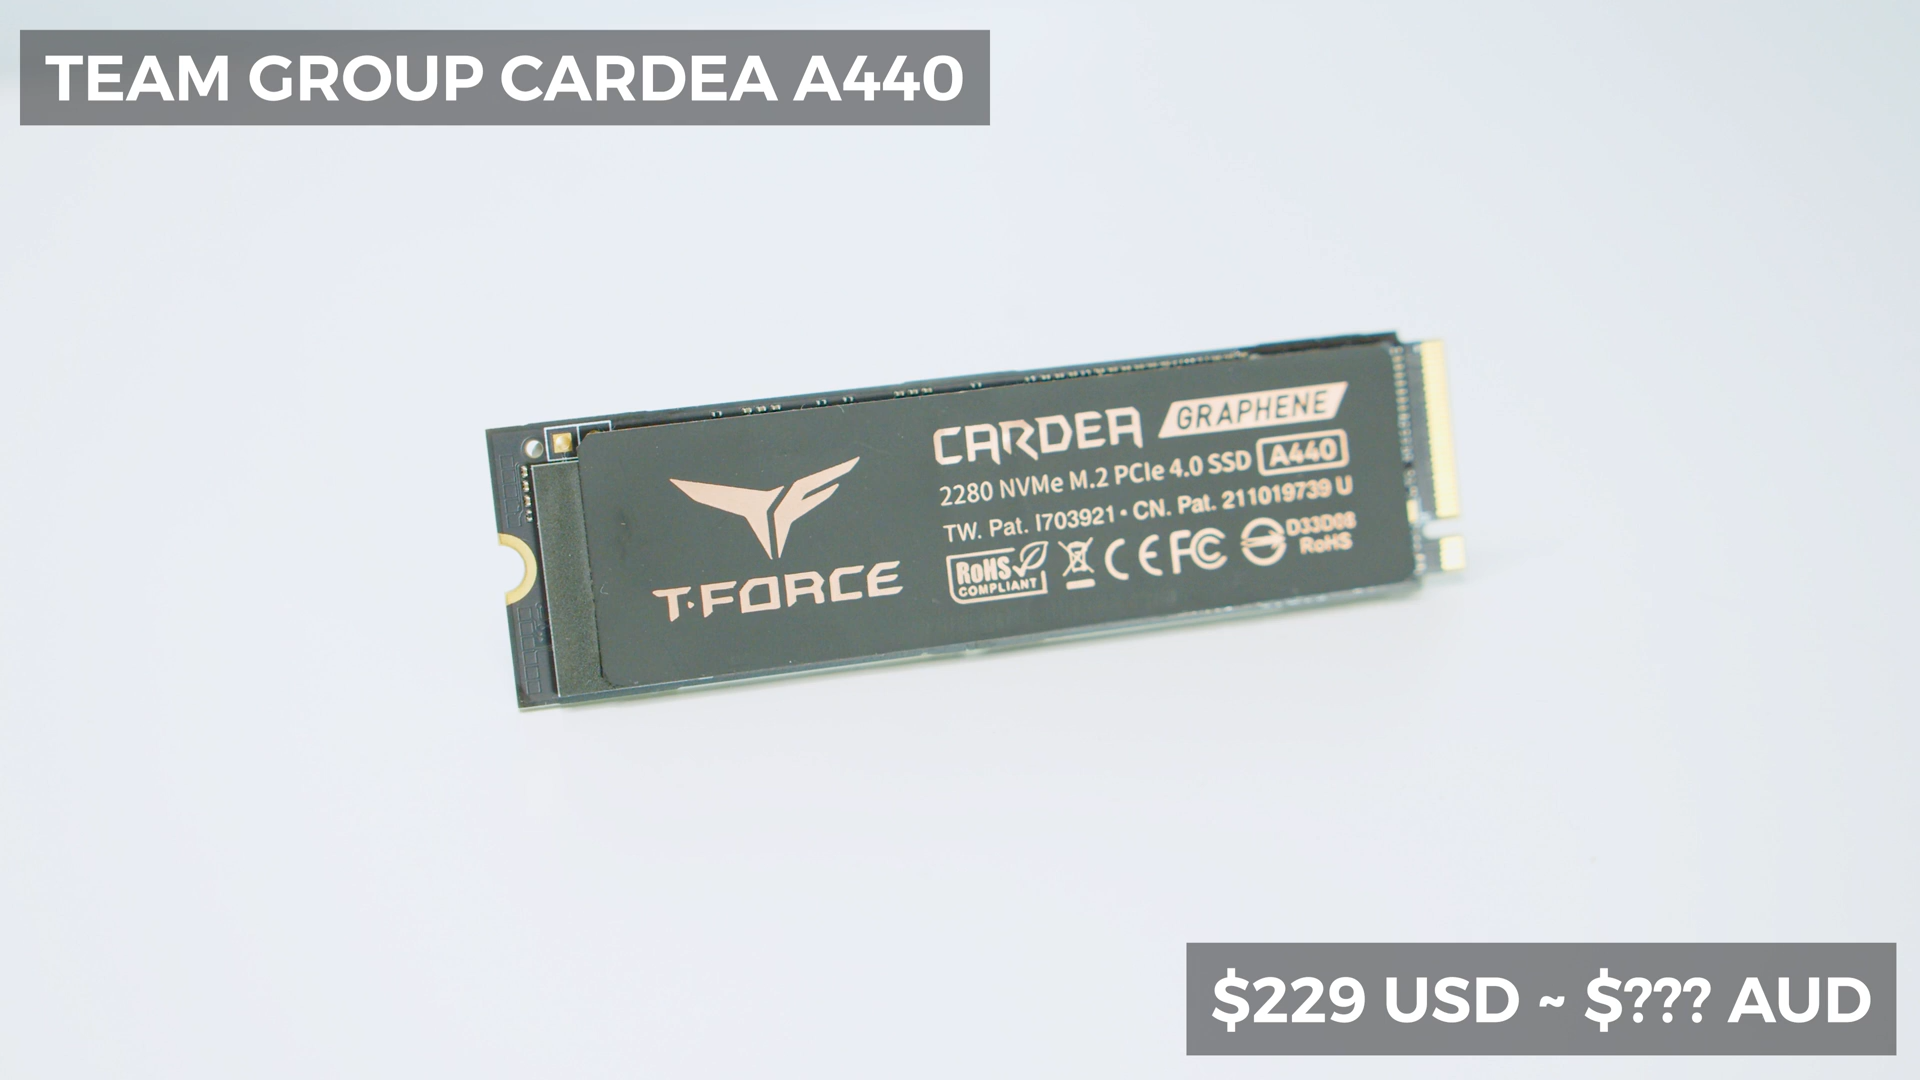 TEAM GROUP CARDEA A440
CARDEA GRAPHENE
2280 NVMe M.2 PCIe 4.0 SSD A440
TW. Pat. I703921 • CN. Pat. 211019739 U
RoHS COMPLIANT CE FC D33D08 RoHS
T·FORCE
$229 USD ~ $??? AUD